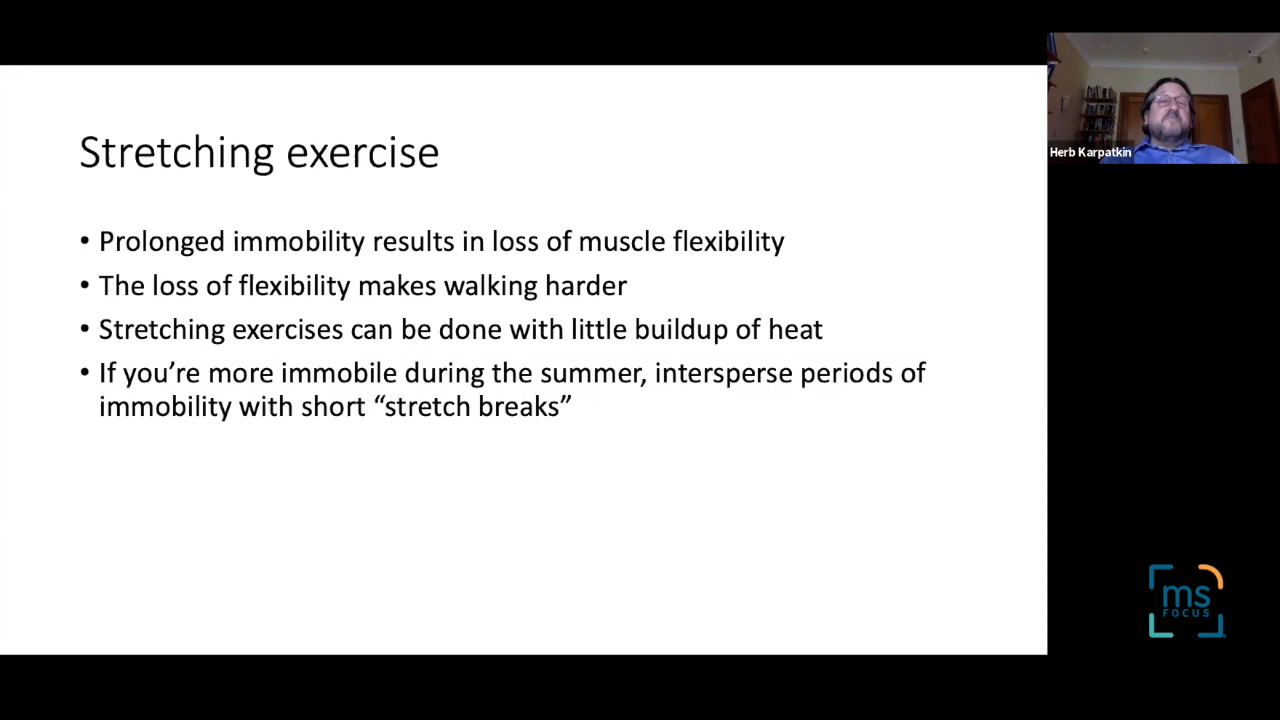 Stretching exercise
• Prolonged immobility results in loss of muscle flexibility
• The loss of flexibility makes walking harder
• Stretching exercises can be done with little buildup of heat
• If you’re more immobile during the summer, intersperse periods of
immobility with short “stretch breaks”
Herb Karpatkin
ms
FOCUS